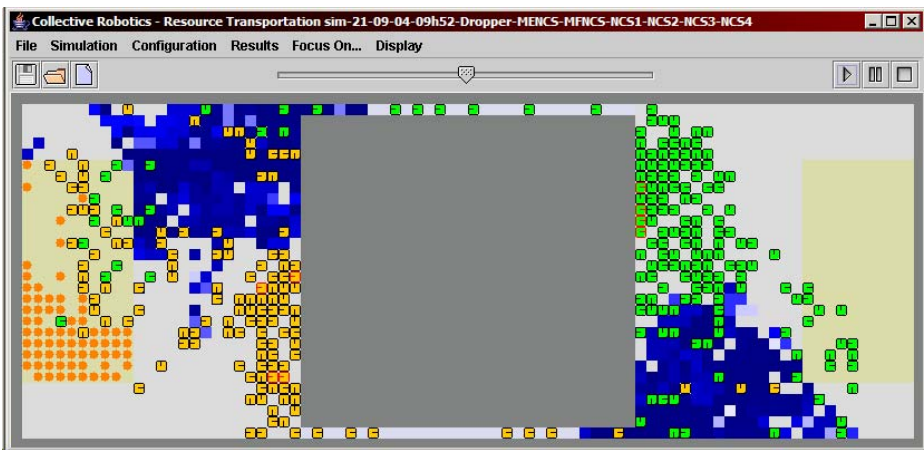 Collective Robotics - Resource Transportation sim-21-09-04-09h52-Dropper-MENCS-MFNCS-NCS1-NCS2-NCS3-NCS4
File Simulation Configuration Results Focus On... Display